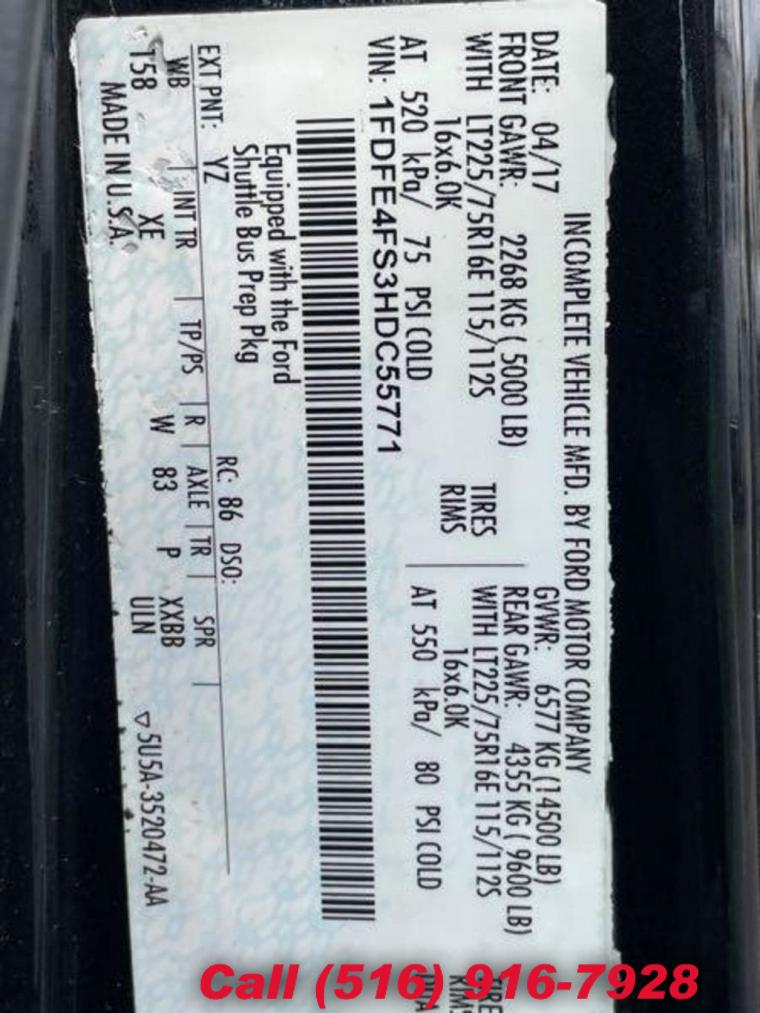 INCOMPLETE VEHICLE MFD. BY FORD MOTOR COMPANY
DATE: 04/17 GVWR: 6577 KG (14500 LB)
FRONT GAWR: 2268 KG ( 5000 LB) REAR GAWR: 4355 KG ( 9600 LB)
WITH LT225/75R16E 115/112S TIRES WITH LT225/75R16E 115/112S
16x6.0K RIMS 16x6.0K
AT 520 kPa/ 75 PSI COLD AT 550 kPa/ 80 PSI COLD
VIN: 1FDFE4FS3HDC55771
Equipped with the Ford
Shuttle Bus Prep Pkg
EXT PNT: YZ RC: 86 DSO:
WB INT TR TP/PS R AXLE TR SPR
158 XE W 83 P XXBB
ULN
MADE IN U.S.A. ▽5U5A-3520472-AA
Call (516) 916-7928